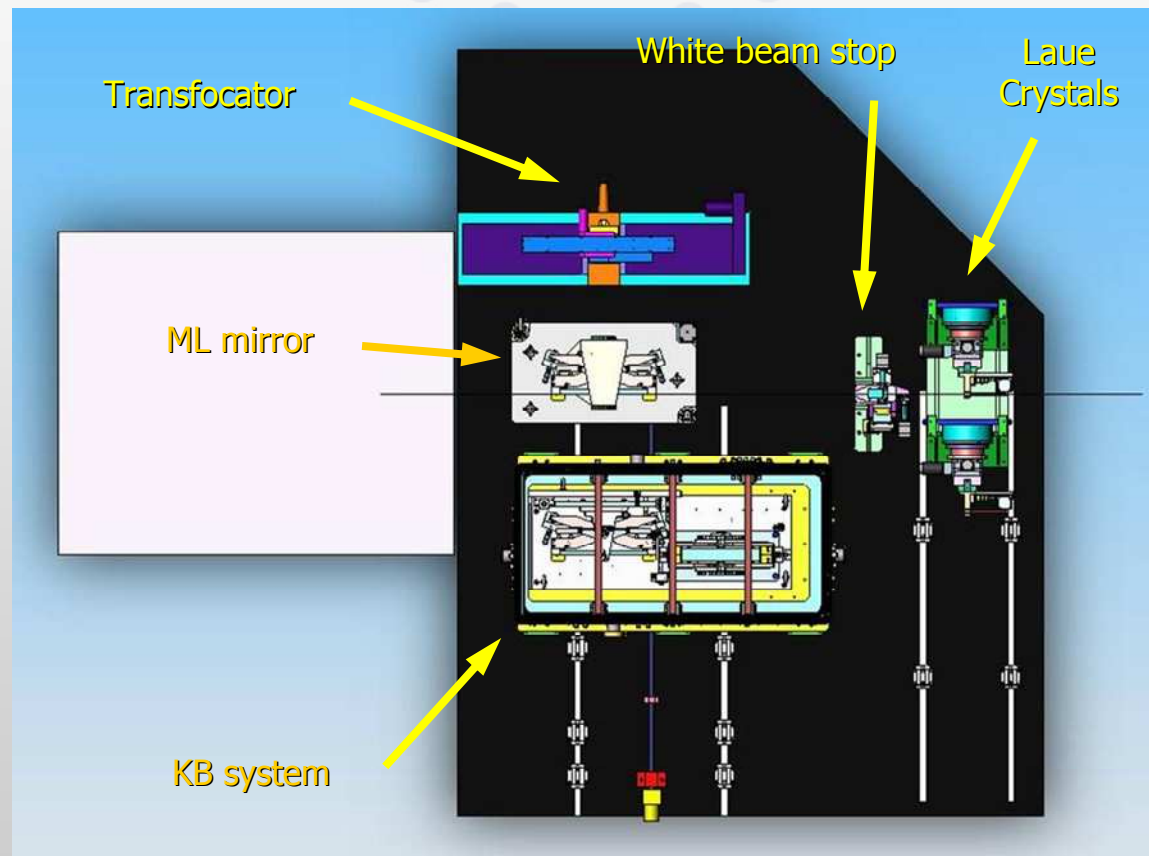 White beam stop
Laue
Crystals
Transfocator
ML mirror
KB system